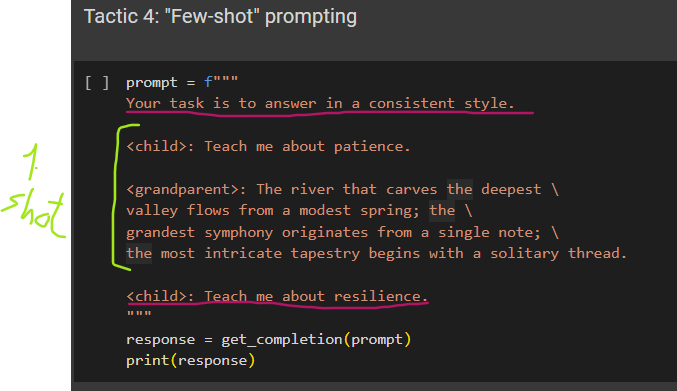 Tactic 4: "Few-shot" prompting
[ ] prompt = f"""
Your task is to answer in a consistent style.
<child>: Teach me about patience.
1
shot
<grandparent>: The river that carves the deepest \
valley flows from a modest spring; the \
grandest symphony originates from a single note; \
the most intricate tapestry begins with a solitary thread.
<child>: Teach me about resilience.
"""
response = get_completion(prompt)
print(response)